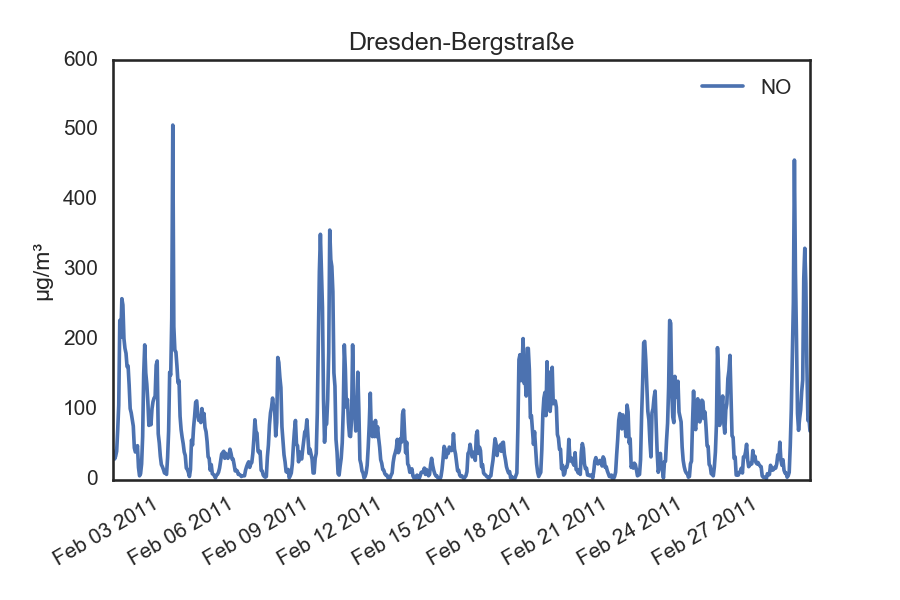 Dresden-Bergstraße
NO
µg/m³
600
500
400
300
200
100
0
Feb 03 2011
Feb 06 2011
Feb 09 2011
Feb 12 2011
Feb 15 2011
Feb 18 2011
Feb 21 2011
Feb 24 2011
Feb 27 2011